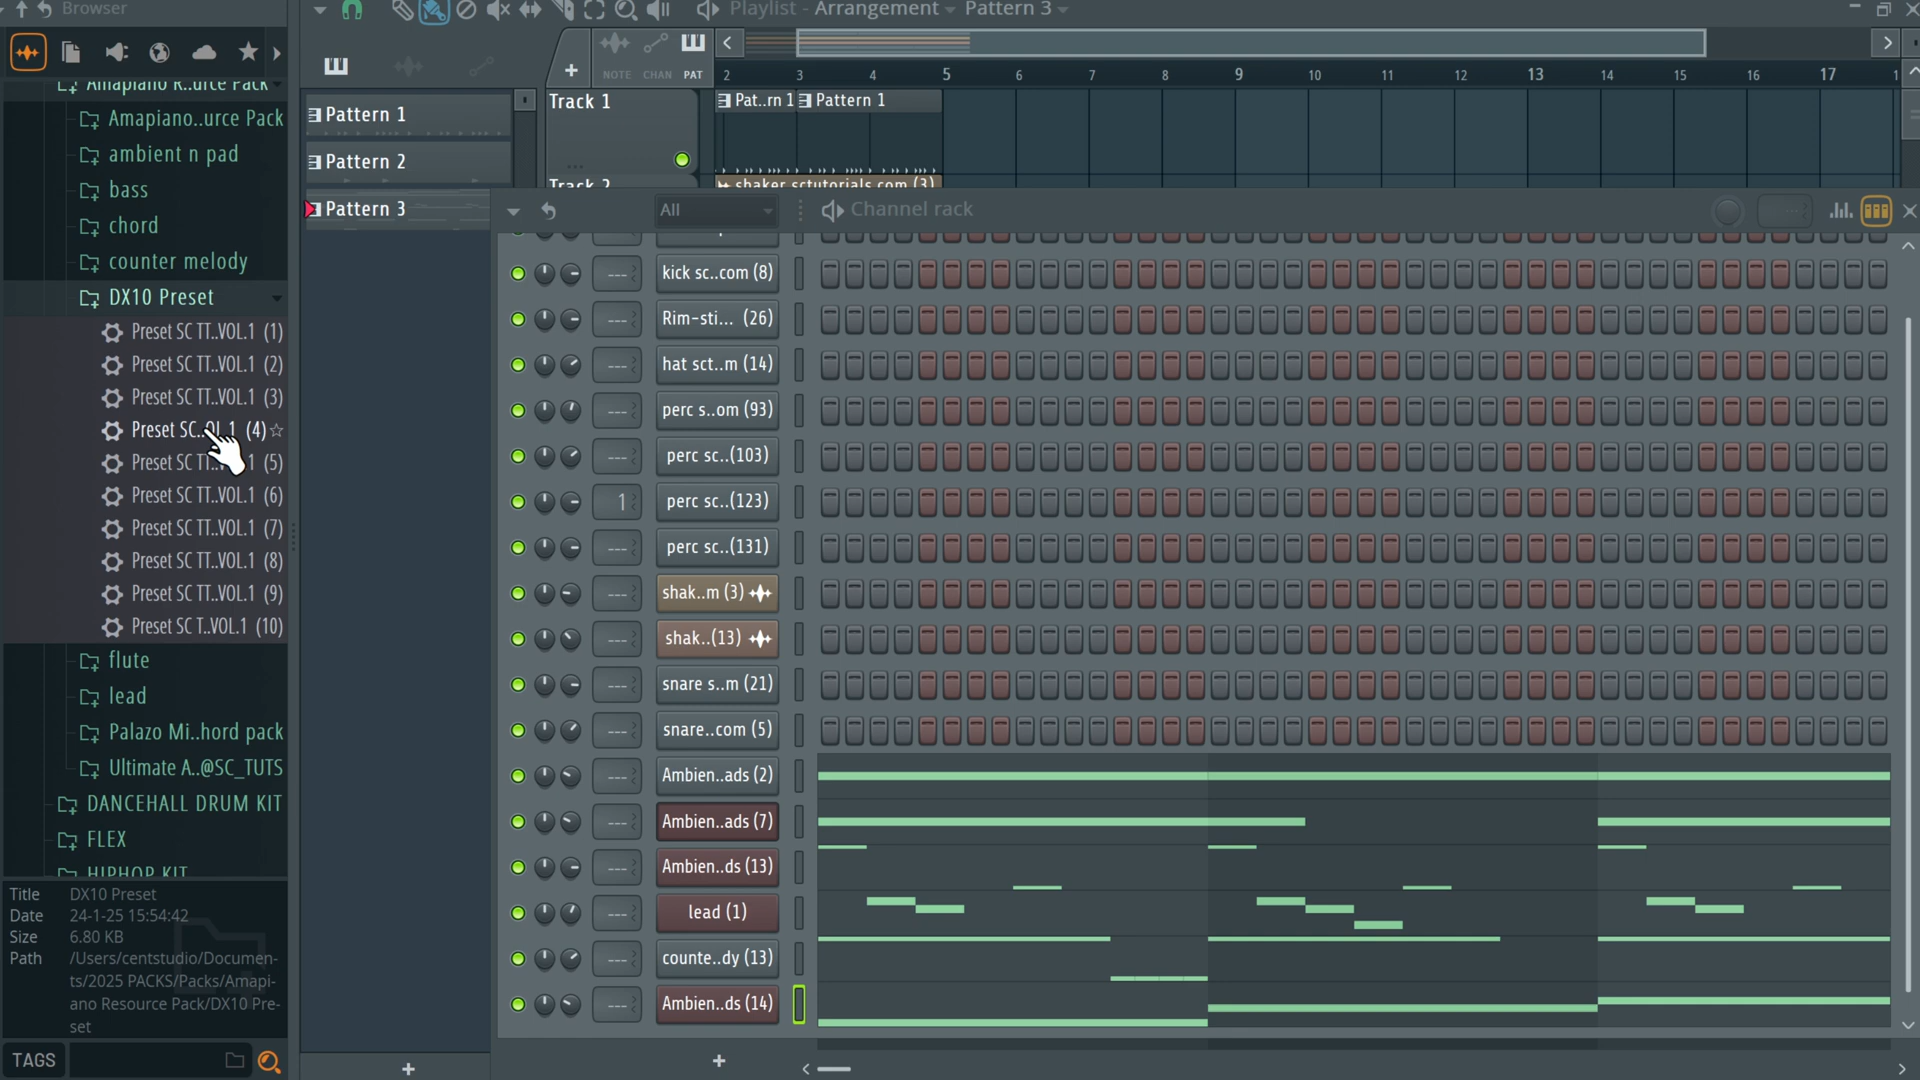 Browser
Playlist - Arrangement
Pattern 3
NOTE
CHAN
PAT
2
3
4
5
6
7
8
9
10
11
12
13
14
15
16
17
Pattern 1
Pattern 2
Pattern 3
Track 1
Pat..rn 1
Pattern 1
Track 2
shaker sctutorials com (3)
Amapiano R..urce Pack
Amapiano..urce Pack
ambient n pad
bass
chord
counter melody
DX10 Preset
Preset SC TT..VOL.1 (1)
Preset SC TT..VOL.1 (2)
Preset SC TT..VOL.1 (3)
Preset SC..OL.1 (4)
Preset SC TT..V 1 (5)
Preset SC TT..VOL.1 (6)
Preset SC TT..VOL.1 (7)
Preset SC TT..VOL.1 (8)
Preset SC TT..VOL.1 (9)
Preset SC T..VOL.1 (10)
flute
lead
Palazo Mi..hord pack
Ultimate A..@SC_TUTS
DANCEHALL DRUM KIT
FLEX
HIPHOP KIT
Title DX10 Preset
Date 24-1-25 15:54:42
Size 6.80 KB
Path /Users/centstudio/Documen-
ts/2025 PACKS/Packs/Amapi-
ano Resource Pack/DX10 Pre-
set
TAGS
All
Channel rack
kick sc..com (8)
Rim-sti... (26)
hat sct..m (14)
perc s..om (93)
perc sc..(103)
1
perc sc..(123)
perc sc..(131)
shak..m (3)
shak..(13)
snare s..m (21)
snare..com (5)
Ambien..ads (2)
Ambien..ads (7)
Ambien..ds (13)
lead (1)
counte..dy (13)
Ambien..ds (14)